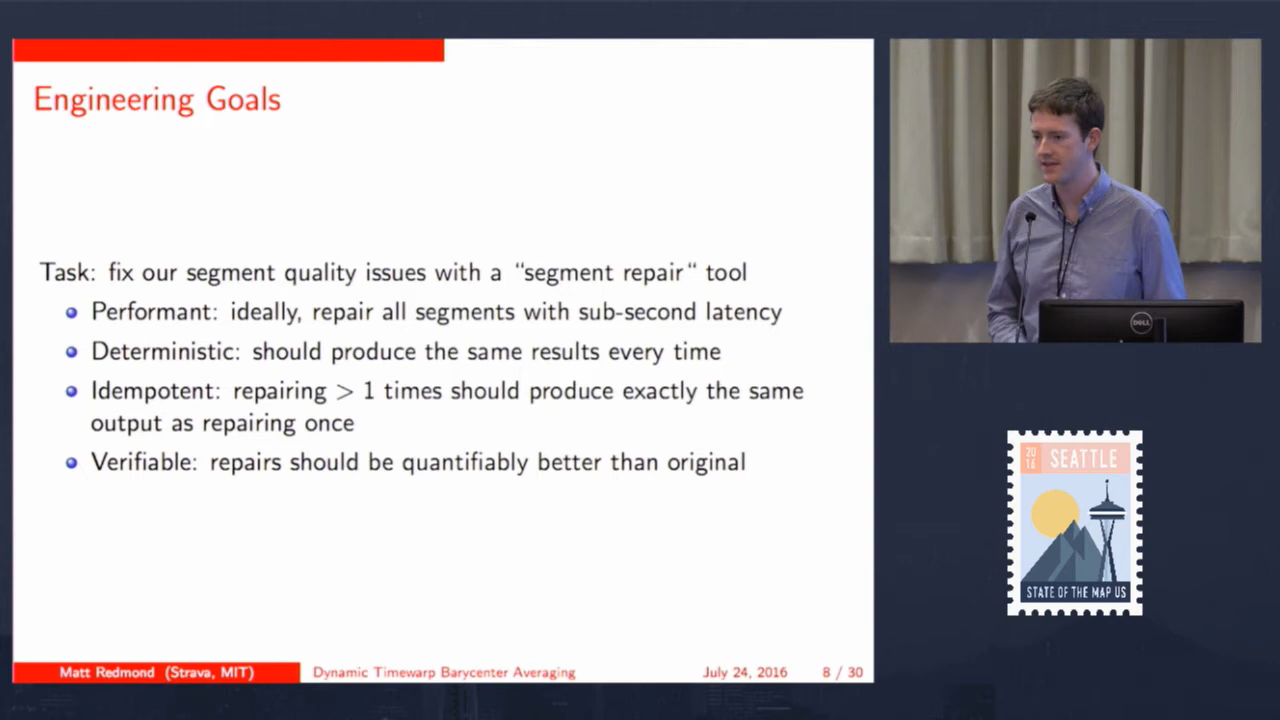 Engineering Goals
Task: fix our segment quality issues with a “segment repair“ tool
Performant: ideally, repair all segments with sub-second latency
Deterministic: should produce the same results every time
Idempotent: repairing > 1 times should produce exactly the same
output as repairing once
Verifiable: repairs should be quantifiably better than original
Matt Redmond (Strava, MIT)
Dynamic Timewarp Barycenter Averaging
July 24, 2016
8 / 30
DELL
20
16
SEATTLE
STATE OF THE MAP US